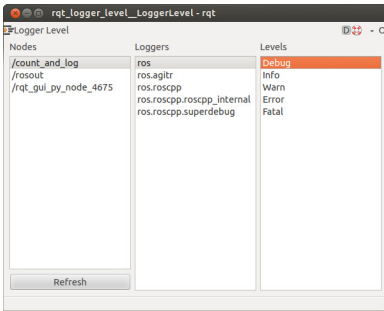 rqt_logger_level__LoggerLevel - rqt
Logger Level
D - O
Nodes Loggers Levels
/count_and_log ros Debug
/rosout ros.agitr Info
/rqt_gui_py_node_4675 ros.roscpp Warn
ros.roscpp.roscpp_internal Error
ros.roscpp.superdebug Fatal
Refresh